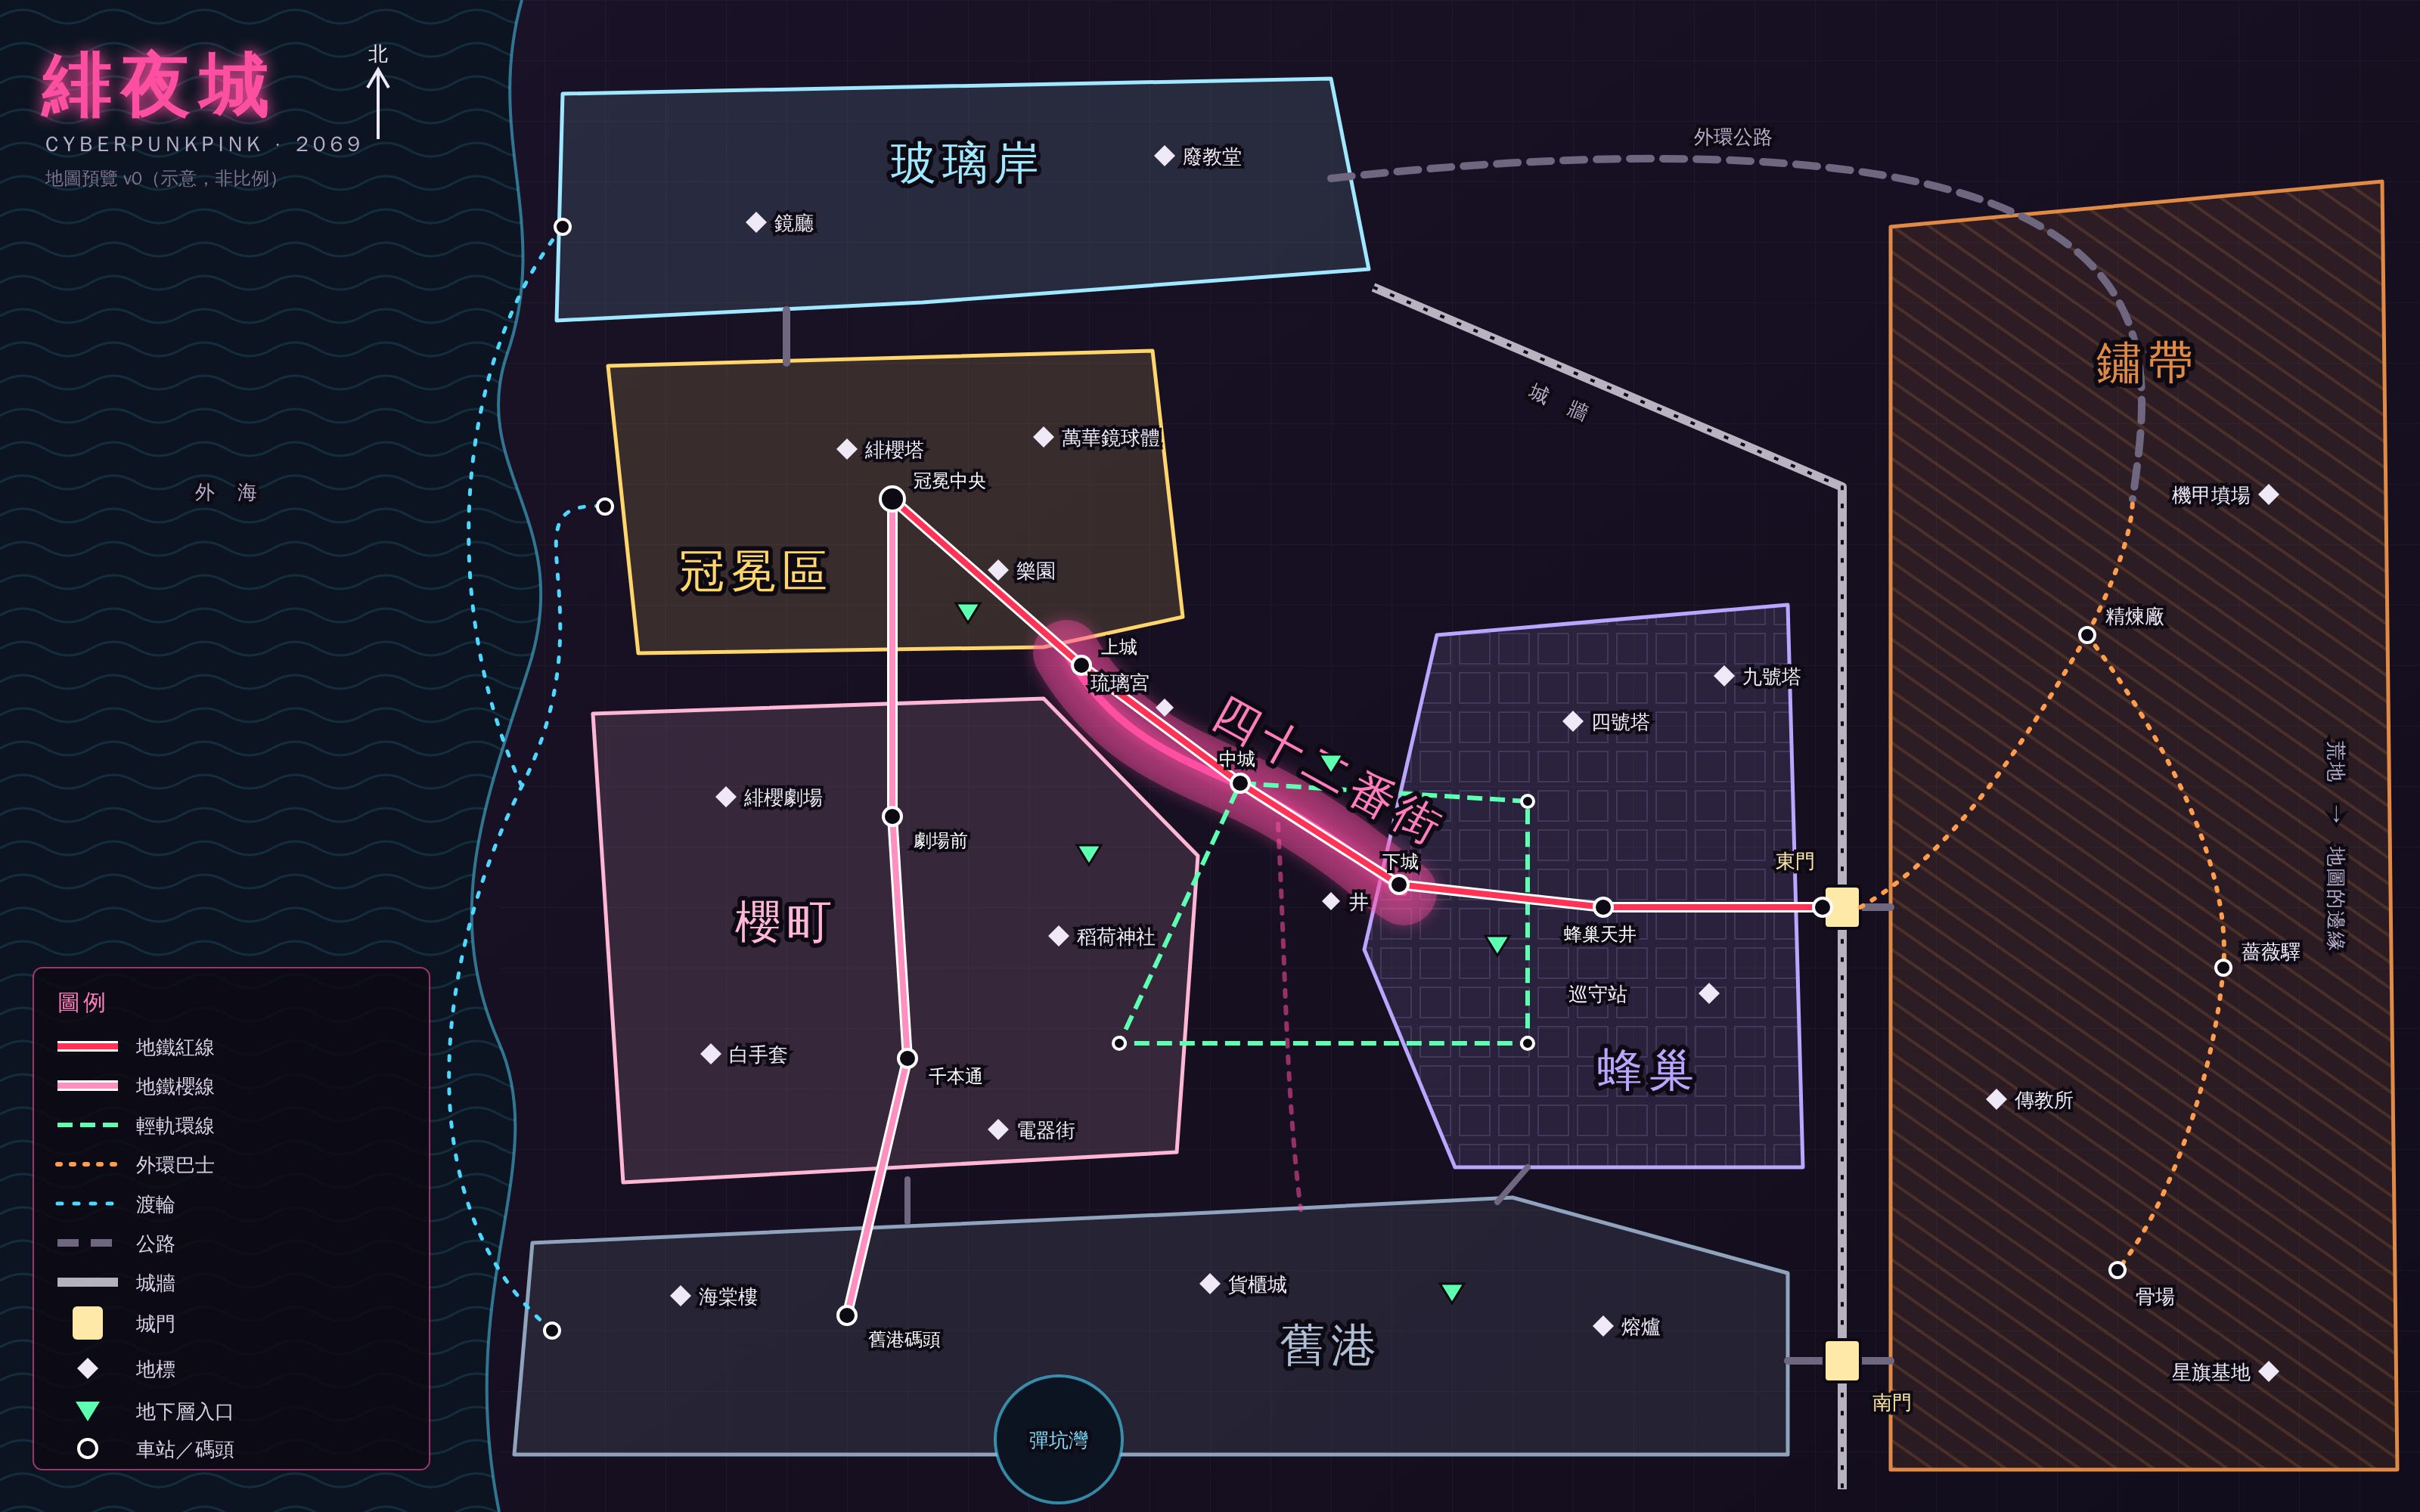 緋夜城
北
CYBERPUNKPINK · 2069
地圖預覽 v0（示意，非比例）
玻璃岸
廢教堂
鏡廳
外環公路
城牆
鏽帶
機甲墳場
外海
緋櫻塔
萬華鏡球體
冠冕中央
冠冕區
樂園
上城
琉璃宮
四十二番街
中城
下城
井
九號塔
四號塔
精煉廠
荒地 → 地圖的邊緣
緋櫻劇場
劇場前
櫻町
稻荷神社
白手套
千本通
電器街
東門
蜂巢天井
巡守站
蜂巢
薔薇驛
傳教所
骨場
星旗基地
海棠樓
舊港碼頭
貨櫃城
舊港
熔爐
南門
彈坑灣
圖例
地鐵紅線
地鐵櫻線
輕軌環線
外環巴士
渡輪
公路
城牆
城門
地標
地下層入口
車站／碼頭